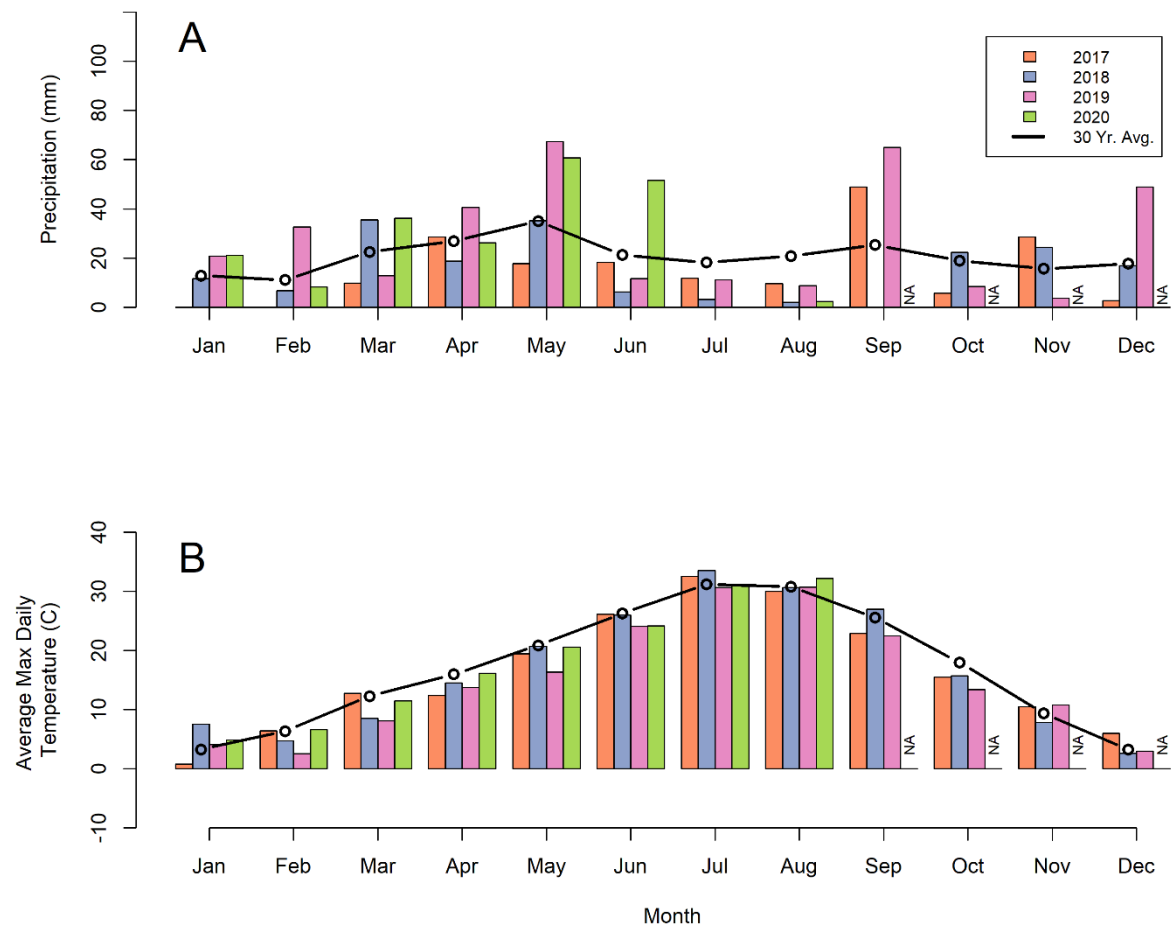 A
Precipitation (mm)
100
80
60
40
20
0
2017
2018
2019
2020
30 Yr. Avg.
NA NA NA NA
Jan Feb Mar Apr May Jun Jul Aug Sep Oct Nov Dec
B
Average Max Daily
Temperature (C)
40
30
20
10
0
-10
NA NA NA NA
Jan Feb Mar Apr May Jun Jul Aug Sep Oct Nov Dec
Month